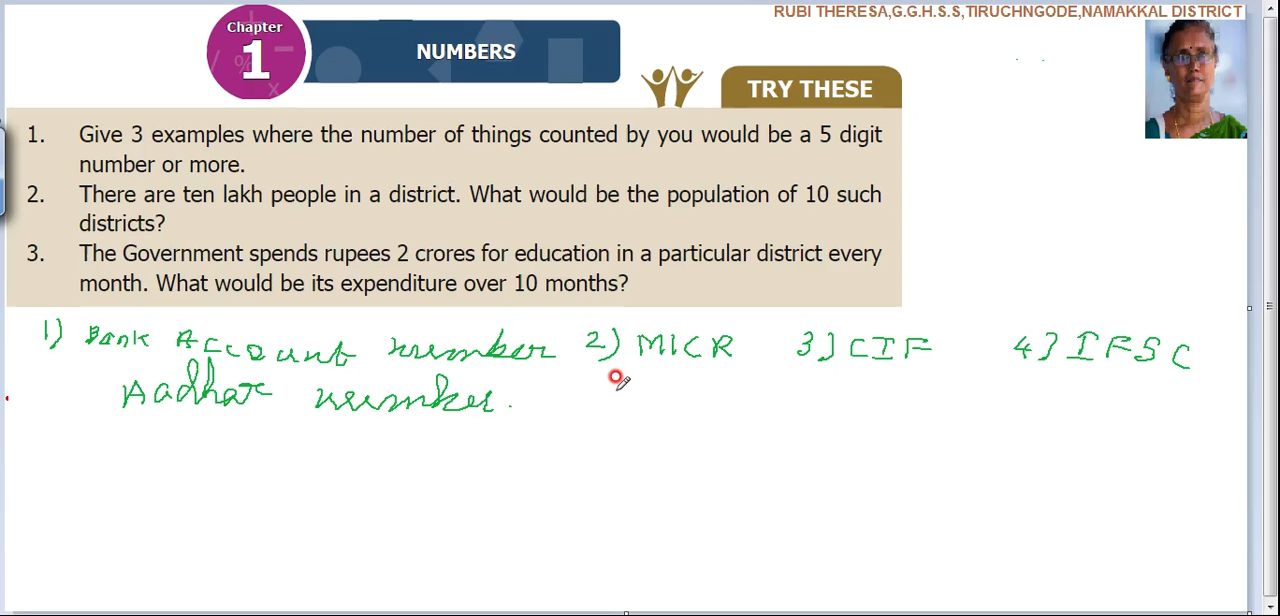 RUBI THERESA,G.G.H.S.S,TIRUCHNGODE,NAMAKKAL DISTRICT
Chapter
1
NUMBERS
TRY THESE
1. Give 3 examples where the number of things counted by you would be a 5 digit
number or more.
2. There are ten lakh people in a district. What would be the population of 10 such
districts?
3. The Government spends rupees 2 crores for education in a particular district every
month. What would be its expenditure over 10 months?
1) Bank Account number 2) MICR 3) CIF 4) IFSC
Aadhar number.